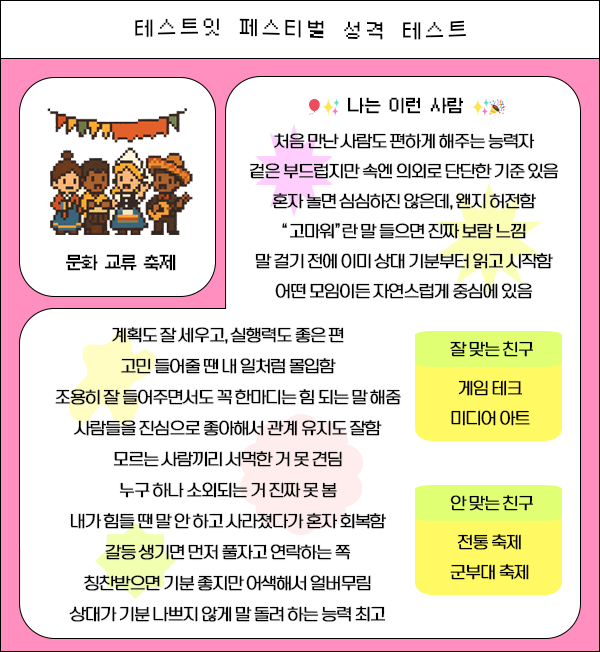 테스트잇 페스티벌 성격 테스트
문화 교류 축제
나는 이런 사람
처음 만난 사람도 편하게 해주는 능력자
겉은 부드럽지만 속엔 의외로 단단한 기준 있음
혼자 놀면 심심하진 않은데, 왠지 허전함
“고마워”란 말 들으면 진짜 보람 느낌
말 걸기 전에 이미 상대 기분부터 읽고 시작함
어떤 모임이든 자연스럽게 중심에 있음
계획도 잘 세우고, 실행력도 좋은 편
고민 들어줄 땐 내 일처럼 몰입함
조용히 잘 들어주면서도 꼭 한마디는 힘 되는 말 해줌
사람들을 진심으로 좋아해서 관계 유지도 잘함
모르는 사람끼리 서먹한 거 못 견딤
누구 하나 소외되는 거 진짜 못 봄
내가 힘들 땐 말 안 하고 사라졌다가 혼자 회복함
갈등 생기면 먼저 풀자고 연락하는 쪽
칭찬받으면 기분 좋지만 어색해서 얼버무림
상대가 기분 나쁘지 않게 말 돌려 하는 능력 최고
잘 맞는 친구
게임 테크
미디어 아트
안 맞는 친구
전통 축제
군부대 축제